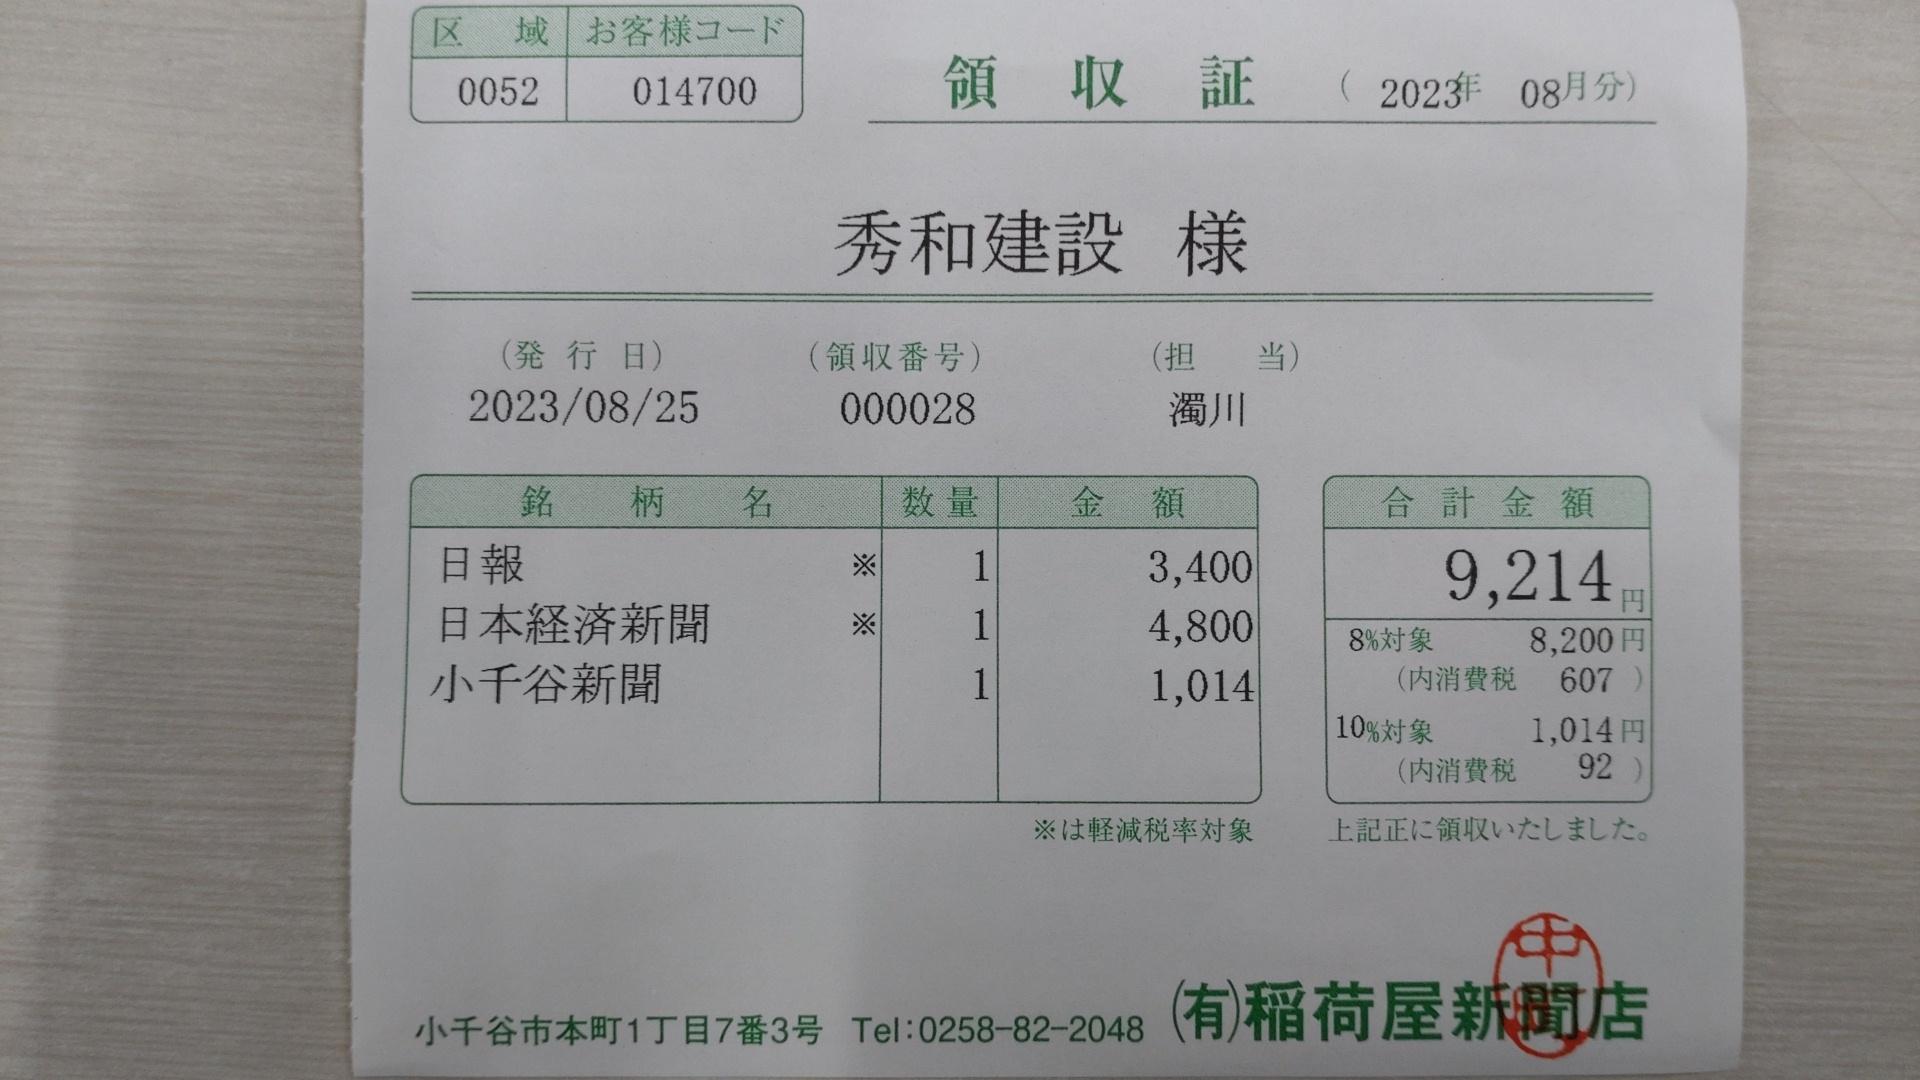 区域 お客様コード
0052 014700
領収証 (2023年 08月分)
秀和建設 様
(発行日) (領収番号) (担当)
2023/08/25 000028 濁川
銘柄名 数量 金額
日報 ※ 1 3,400
日本経済新聞 ※ 1 4,800
小千谷新聞 1 1,014
※は軽減税率対象
合計金額
9,214円
8%対象 8,200円
(内消費税 607)
10%対象 1,014円
(内消費税 92)
上記正に領収いたしました。
小千谷市本町1丁目7番3号 Tel:0258-82-2048 (有)稲荷屋新聞店
中